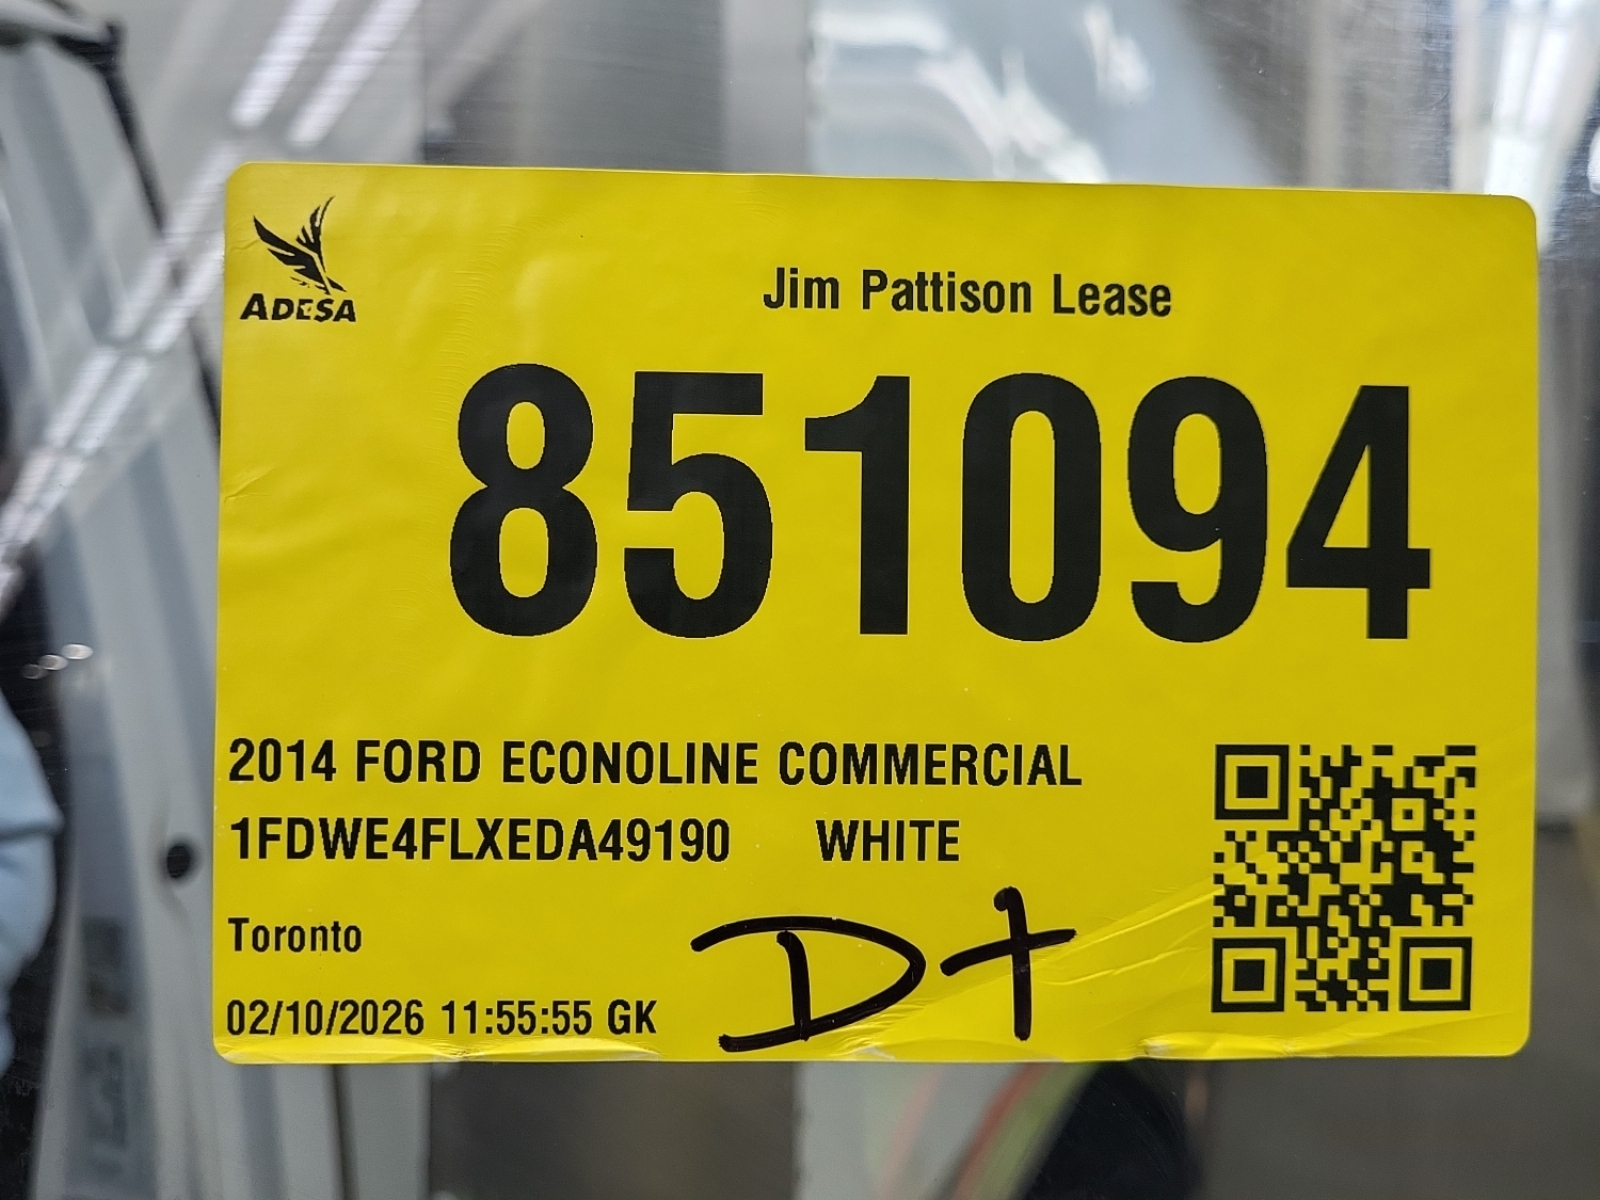 ADESA
Jim Pattison Lease
851094
2014 FORD ECONOLINE COMMERCIAL
1FDWE4FLXEDA49190 WHITE
Toronto
D+
02/10/2026 11:55:55 GK